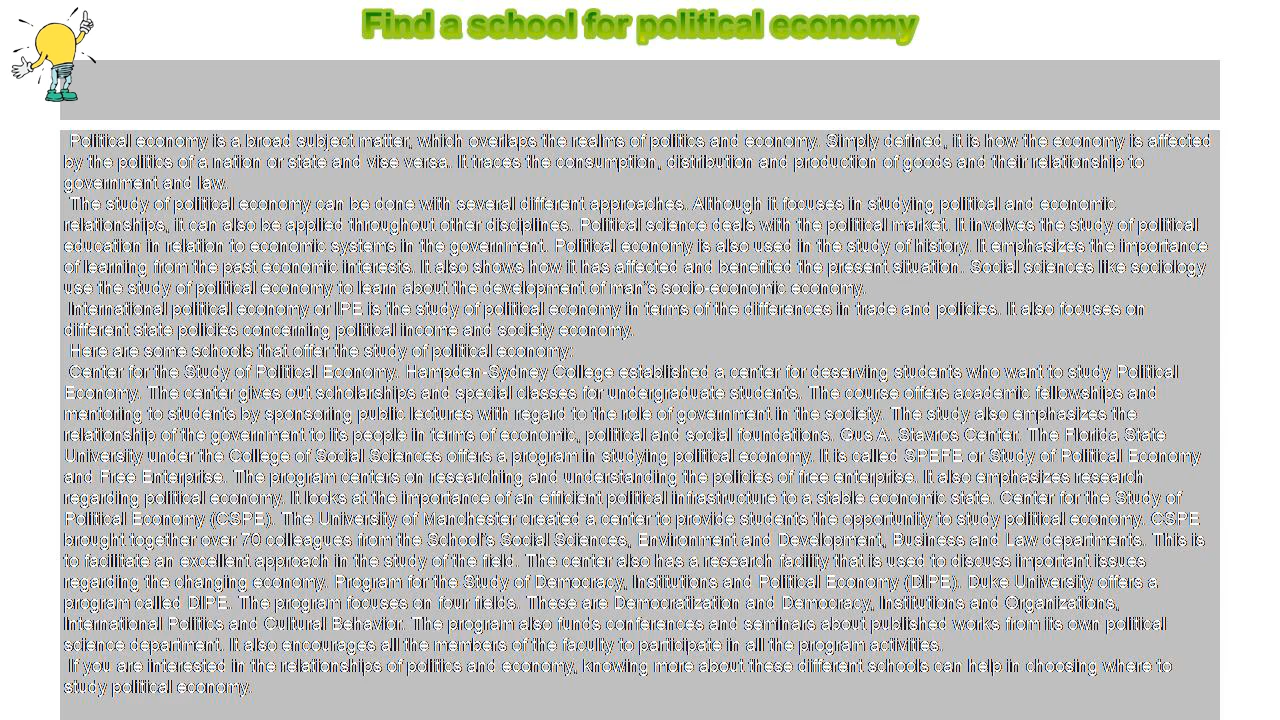 Find a school for political economy
Political economy is a broad subject matter, which overlaps the realms of politics and economy. Simply defined, it is how the economy is affected
by the politics of a nation or state and vise versa. It traces the consumption, distribution and production of goods and their relationship to
government and law.
The study of political economy can be done with several different approaches. Although it focuses in studying political and economic
relationships, it can also be applied throughout other disciplines. Political science deals with the political market. It involves the study of political
education in relation to economic systems in the government. Political economy is also used in the study of history. It emphasizes the importance
of learning from the past economic interests. It also shows how it has affected and benefited the present situation. Social sciences like sociology
use the study of political economy to learn about the development of man's socio-economic economy.
International political economy or IPE is the study of political economy in terms of the differences in trade and policies. It also focuses on
different state policies concerning political income and society economy.
Here are some schools that offer the study of political economy:
Center for the Study of Political Economy. Hampden-Sydney College established a center for deserving students who want to study Political
Economy. The center gives out scholarships and special classes for undergraduate students. The course offers academic fellowships and
mentoring to students by sponsoring public lectures with regard to the role of government in the society. The study also emphasizes the
relationship of the government to its people in terms of economic, political and social foundations. Gus A. Stavros Center. The Florida State
University under the College of Social Sciences offers a program in studying political economy. It is called SPEFE or Study of Political Economy
and Free Enterprise. The program centers on researching and understanding the policies of free enterprise. It also emphasizes research
regarding political economy. It looks at the importance of an efficient political infrastructure to a stable economic state. Center for the Study of
Political Economy (CSPE). The University of Manchester created a center to provide students the opportunity to study political economy. CSPE
brought together over 70 colleagues from the School's Social Sciences, Environment and Development, Business and Law departments. This is
to facilitate an excellent approach in the study of the field. The center also has a research facility that is used to discuss important issues
regarding the changing economy. Program for the Study of Democracy, Institutions and Political Economy (DIPE). Duke University offers a
program called DIPE. The program focuses on four fields. These are Democratization and Democracy, Institutions and Organizations,
International Politics and Cultural Behavior. The program also funds conferences and seminars about published works from its own political
science department. It also encourages all the members of the faculty to participate in all the program activities.
If you are interested in the relationships of politics and economy, knowing more about these different schools can help in choosing where to
study political economy.